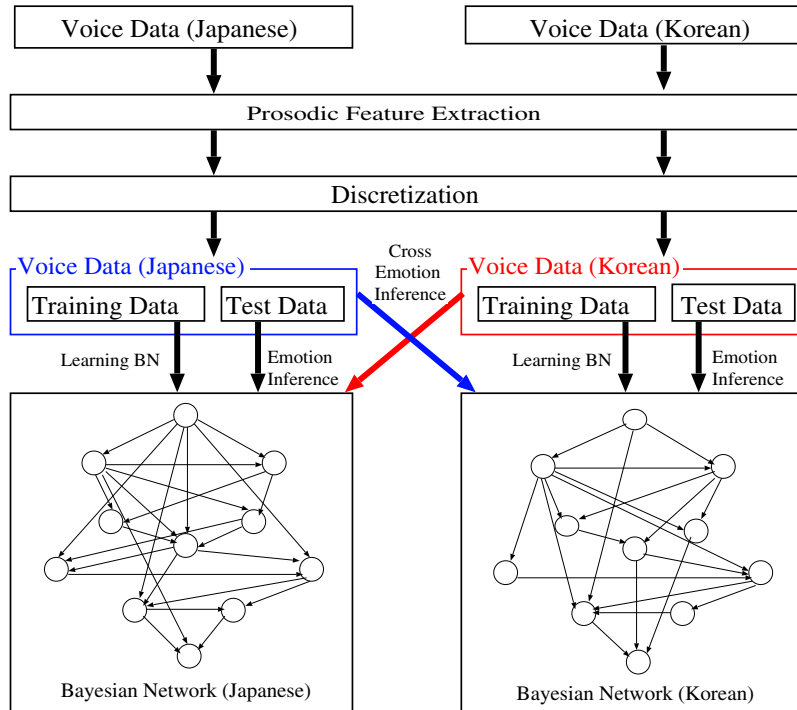 Voice Data (Japanese)
Voice Data (Korean)
Prosodic Feature Extraction
Discretization
Voice Data (Japanese)
Cross
Emotion
Inference
Voice Data (Korean)
Training Data
Test Data
Training Data
Test Data
Learning BN
Emotion
Inference
Learning BN
Emotion
Inference
Bayesian Network (Japanese)
Bayesian Network (Korean)